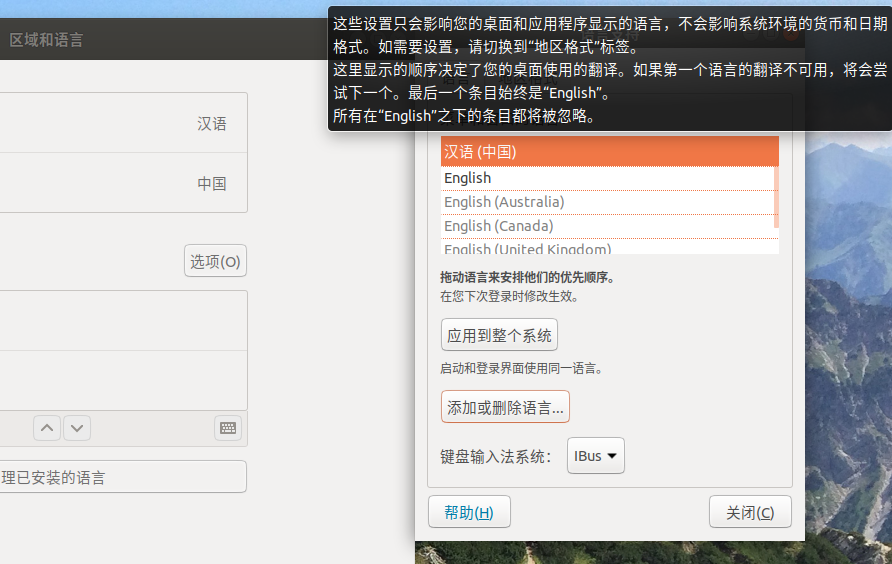 区域和语言
这些设置只会影响您的桌面和应用程序显示的语言，不会影响系统环境的货币和日期
格式。如需要设置，请切换到“地区格式”标签。
这里显示的顺序决定了您的桌面使用的翻译。如果第一个语言的翻译不可用，将会尝
试下一个。最后一个条目始终是“English”。
所有在“English”之下的条目都将被忽略。
汉语
中国
选项(O)
理已安装的语言
汉语 (中国)
English
English (Australia)
English (Canada)
English (United Kingdom)
拖动语言来安排他们的优先顺序。
在您下次登录时修改生效。
应用到整个系统
启动和登录界面使用同一语言。
添加或删除语言...
键盘输入法系统：
IBus
帮助(H)
关闭(C)